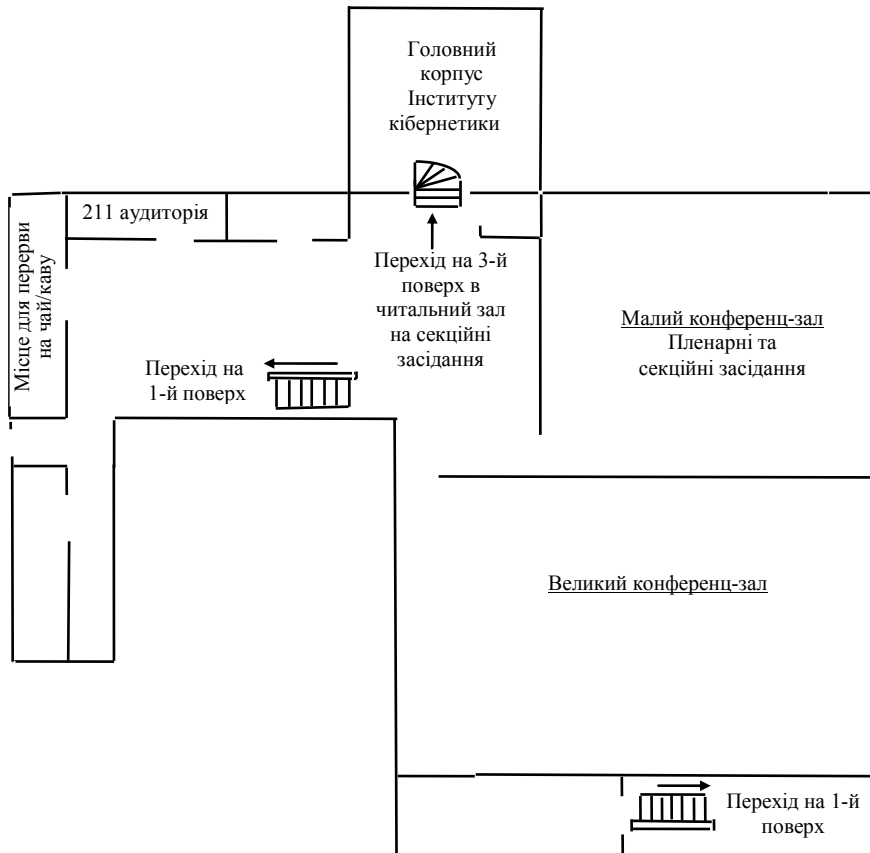 Головний
корпус
Інституту
кібернетики
211 аудиторія
Місце для перерви
на чай/каву
Перехід на 3-й
поверх в
читальний зал
на секційні
засідання
Малий конференц-зал
Пленарні та
секційні засідання
Перехід на
1-й поверх
Великий конференц-зал
Перехід на 1-й
поверх